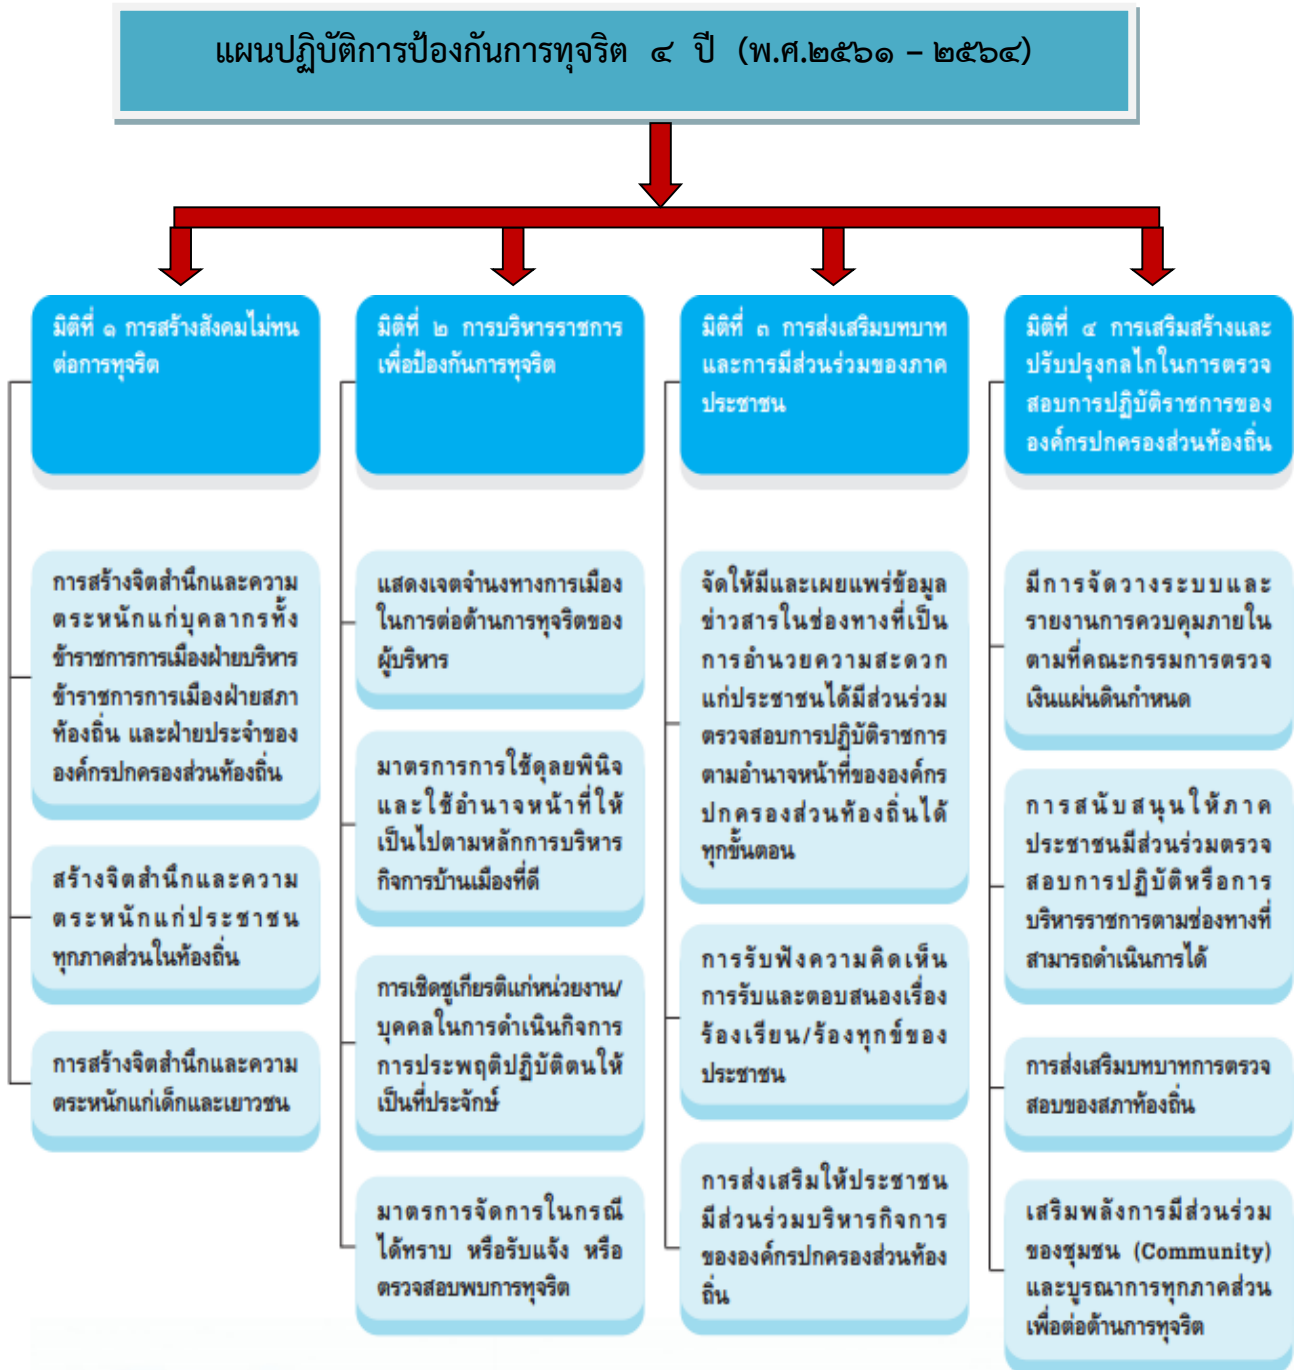 แผนปฏิบัติการป้องกันการทุจริต ๔ ปี (พ.ศ.๒๕๖๑ – ๒๕๖๔)
มิติที่ ๑ การสร้างสังคมไม่ทน
ต่อการทุจริต
การสร้างจิตสำนึกและความ
ตระหนักแก่บุคลากรทั้ง
ข้าราชการการเมืองฝ่ายบริหาร
ข้าราชการการเมืองฝ่ายสภา
ท้องถิ่น และฝ่ายประจำของ
องค์กรปกครองส่วนท้องถิ่น
สร้างจิตสำนึกและความ
ตระหนักแก่ประชาชน
ทุกภาคส่วนในท้องถิ่น
การสร้างจิตสำนึกและความ
ตระหนักแก่เด็กและเยาวชน
มิติที่ ๒ การบริหารราชการ
เพื่อป้องกันการทุจริต
แสดงเจตจำนงทางการเมือง
ในการต่อต้านการทุจริตของ
ผู้บริหาร
มาตรการการใช้ดุลยพินิจ
และใช้อำนาจหน้าที่ให้
เป็นไปตามหลักการบริหาร
กิจการบ้านเมืองที่ดี
การเชิดชูเกียรติแก่หน่วยงาน/
บุคคลในการดำเนินกิจการ
การประพฤติปฏิบัติตนให้
เป็นที่ประจักษ์
มาตรการจัดการในกรณี
ได้ทราบ หรือรับแจ้ง หรือ
ตรวจสอบพบการทุจริต
มิติที่ ๓ การส่งเสริมบทบาท
และการมีส่วนร่วมของภาค
ประชาชน
จัดให้มีและเผยแพร่ข้อมูล
ข่าวสารในช่องทางที่เป็น
การอำนวยความสะดวก
แก่ประชาชนได้มีส่วนร่วม
ตรวจสอบการปฏิบัติราชการ
ตามอำนาจหน้าที่ขององค์กร
ปกครองส่วนท้องถิ่นได้
ทุกขั้นตอน
การรับฟังความคิดเห็น
การรับและตอบสนองเรื่อง
ร้องเรียน/ร้องทุกข์ของ
ประชาชน
การส่งเสริมให้ประชาชน
มีส่วนร่วมบริหารกิจการ
ขององค์กรปกครองส่วนท้อง
ถิ่น
มิติที่ ๔ การเสริมสร้างและ
ปรับปรุงกลไกในการตรวจ
สอบการปฏิบัติราชการของ
องค์กรปกครองส่วนท้องถิ่น
มีการจัดวางระบบและ
รายงานการควบคุมภายใน
ตามที่คณะกรรมการตรวจ
เงินแผ่นดินกำหนด
การสนับสนุนให้ภาค
ประชาชนมีส่วนร่วมตรวจ
สอบการปฏิบัติหรือการ
บริหารราชการตามช่องทางที่
สามารถดำเนินการได้
การส่งเสริมบทบาทการตรวจ
สอบของสภาท้องถิ่น
เสริมพลังการมีส่วนร่วม
ของชุมชน (Community)
และบูรณาการทุกภาคส่วน
เพื่อต่อต้านการทุจริต